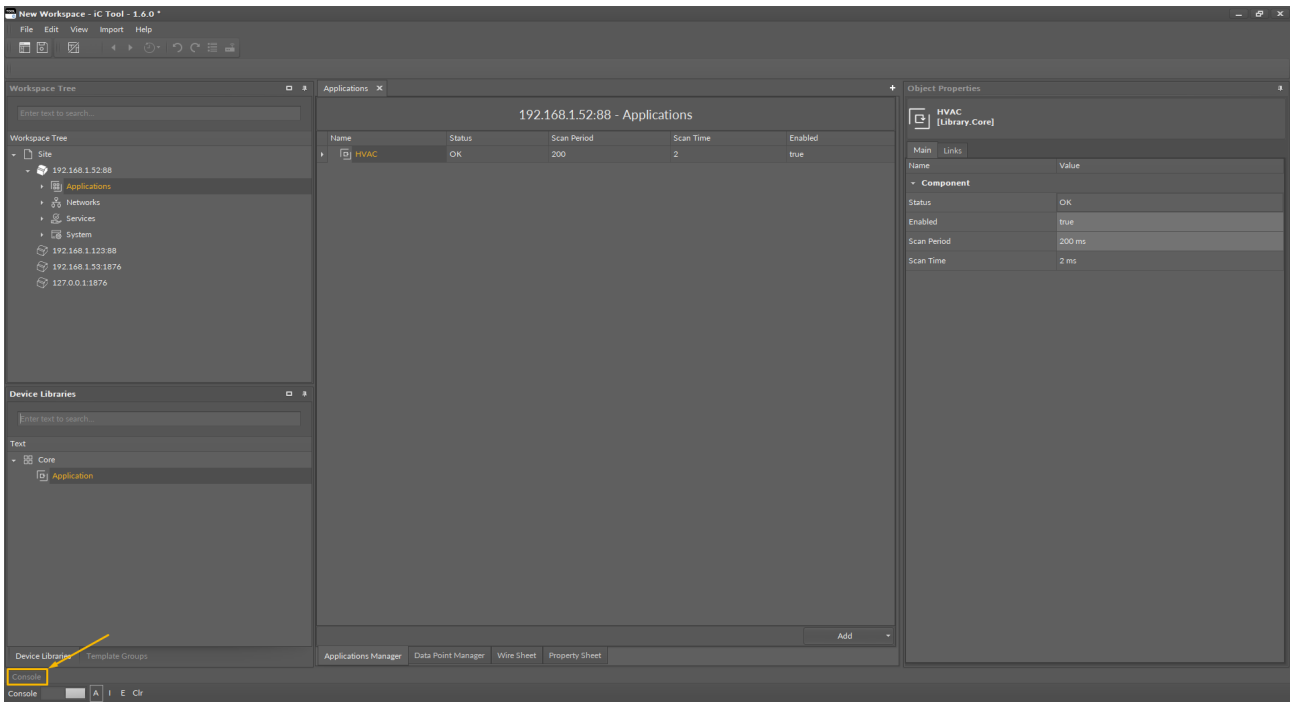 New Workspace - iC Tool - 1.6.0 *
File Edit View Import Help
Workspace Tree
Enter text to search...
Workspace Tree
Site
192.168.1.52:88
Applications
Networks
Services
System
192.168.1.123:88
192.168.1.53:1876
127.0.0.1:1876
Device Libraries
Enter text to search...
Text
Core
Application
Device Libraries Template Groups
Applications
192.168.1.52:88 - Applications
Name Status Scan Period Scan Time Enabled
HVAC OK 200 2 true
Add
Applications Manager Data Point Manager Wire Sheet Property Sheet
Object Properties
HVAC
[Library.Core]
Main Links
Name Value
Component
Status OK
Enabled true
Scan Period 200 ms
Scan Time 2 ms
Console
Console A I E Clr